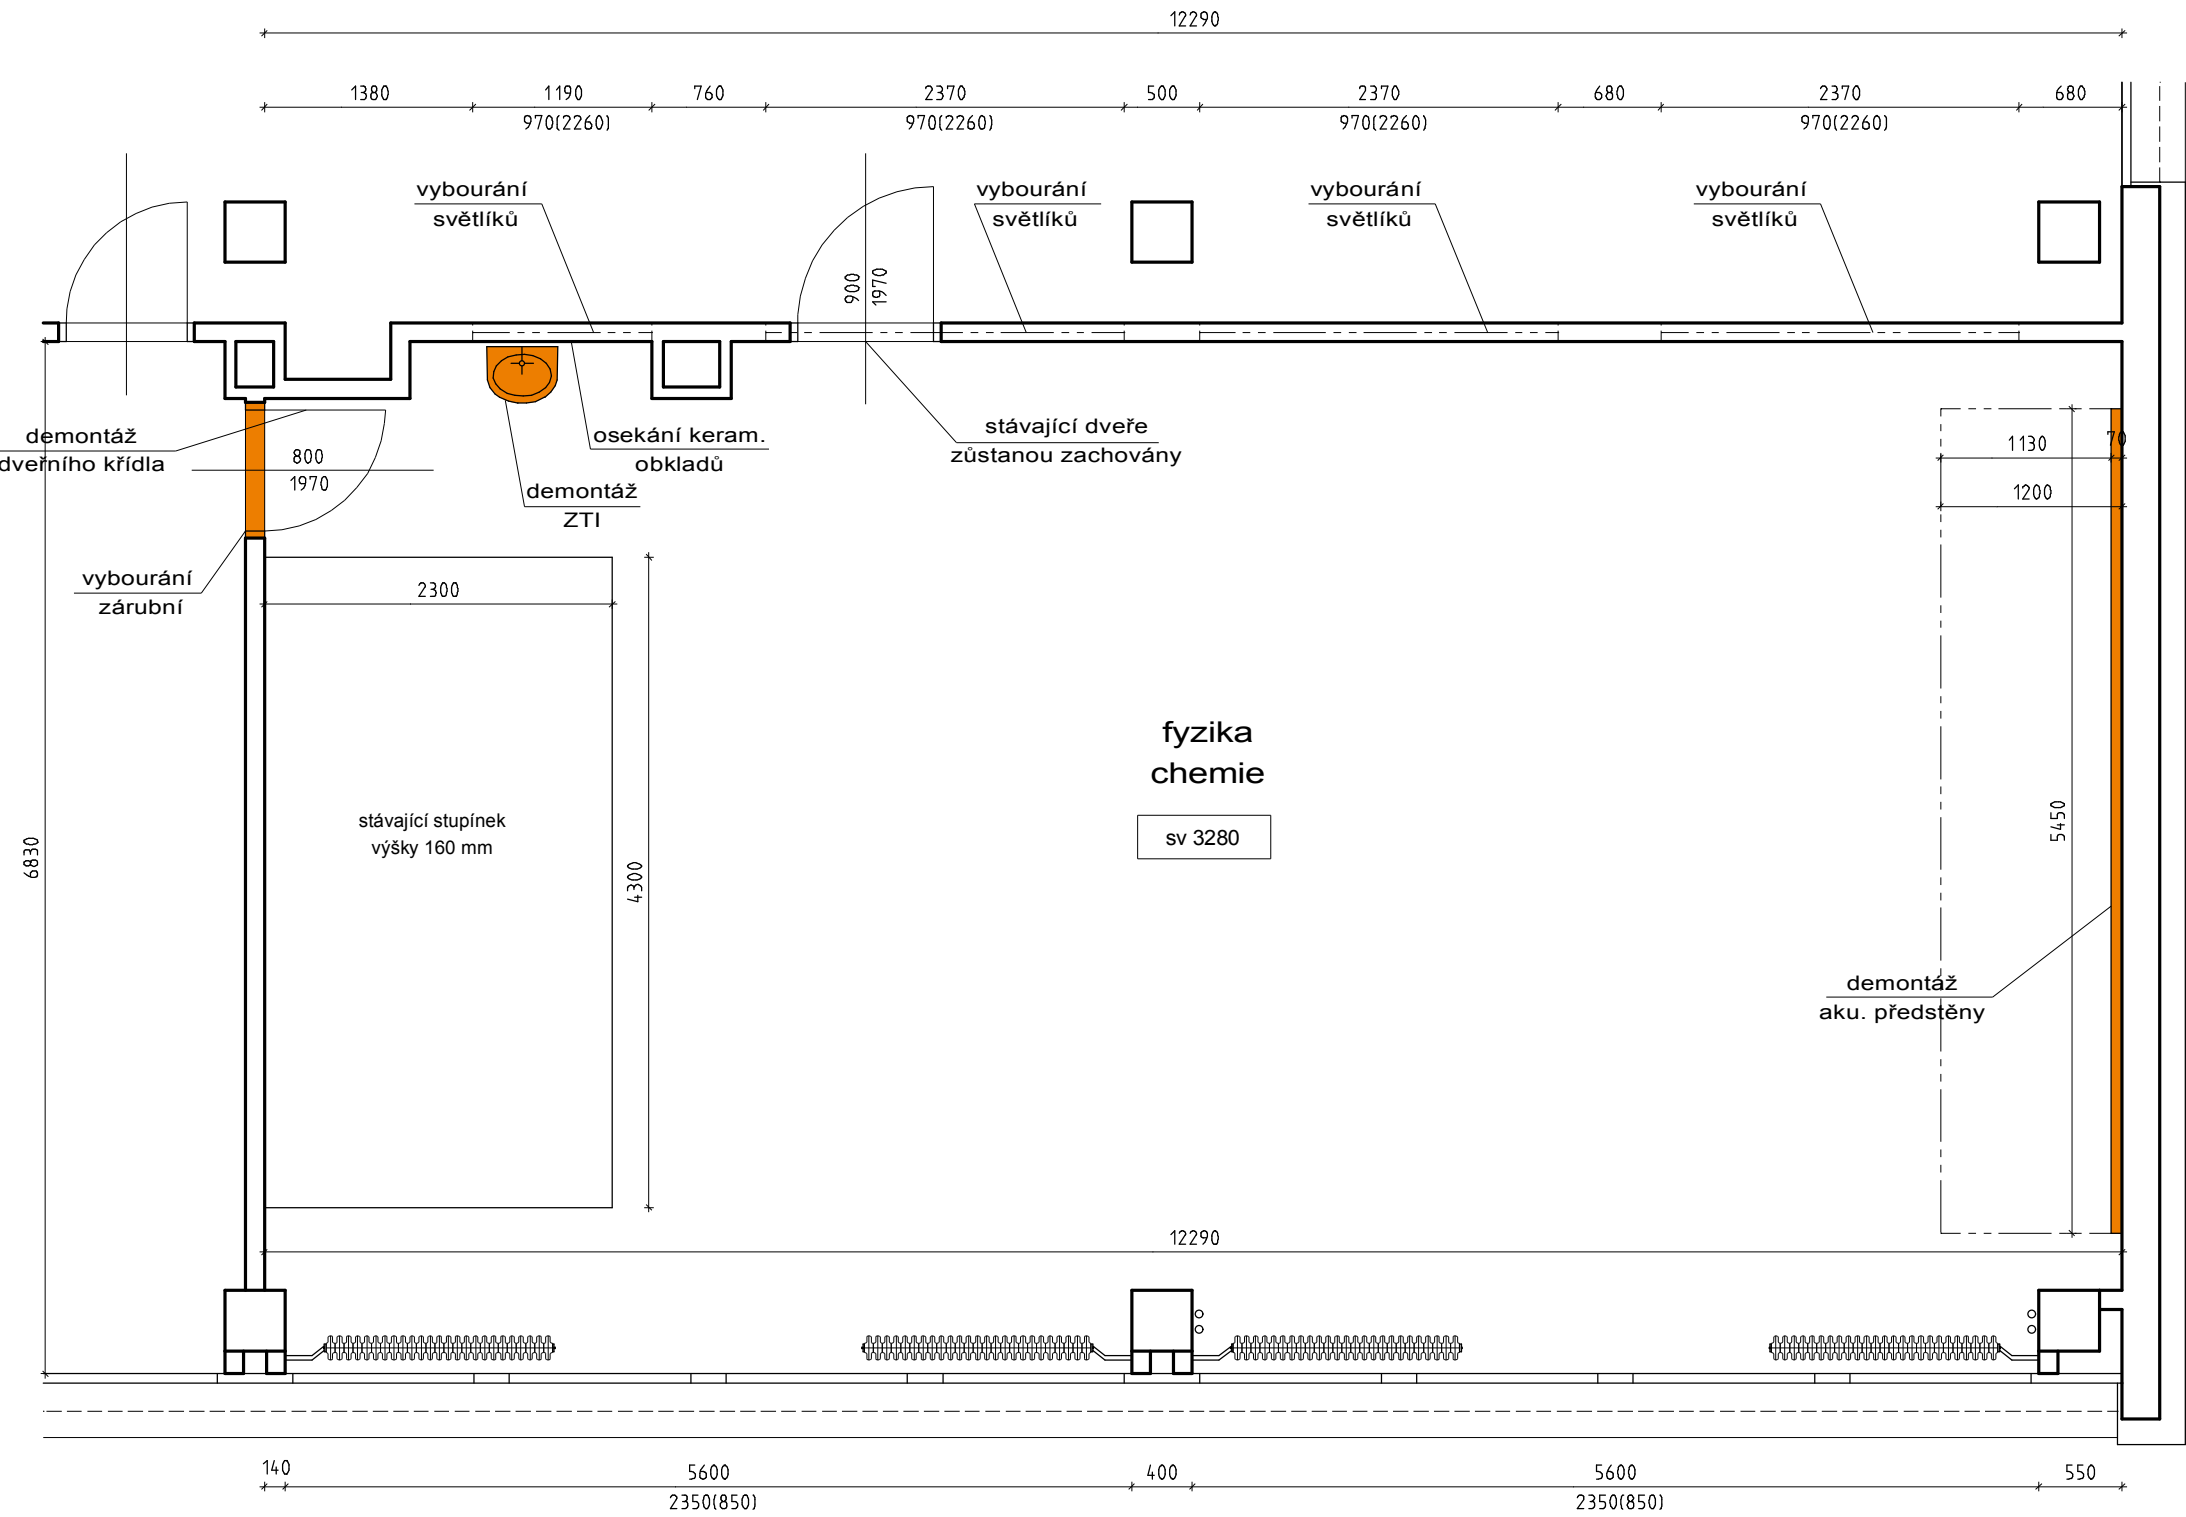 12290
1380 1190 760 2370 500 2370 680 2370 680
970(2260) 970(2260) 970(2260) 970(2260)
vybourání
světlíků
vybourání
světlíků
vybourání
světlíků
vybourání
světlíků
900
1970
demontáž
dveřního křídla
800
1970
osekání keram.
obkladů
demontáž
ZTI
stávající dveře
zůstanou zachovány
1130
70
1200
vybourání
zárubní
2300
fyzika
chemie
sv 3280
stávající stupínek
výšky 160 mm
6830
4300
5450
demontáž
aku. předstěny
12290
140 5600 400 5600 550
2350(850) 2350(850)